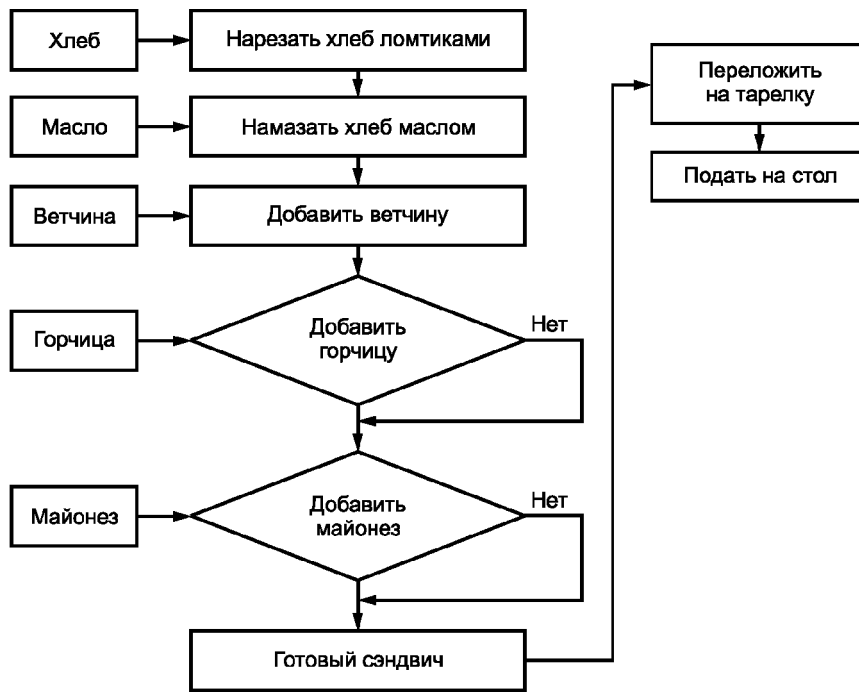 Хлеб
Нарезать хлеб ломтиками
Масло
Намазать хлеб маслом
Ветчина
Добавить ветчину
Горчица
Добавить
горчицу
Нет
Майонез
Добавить
майонез
Нет
Готовый сэндвич
Переложить
на тарелку
Подать на стол